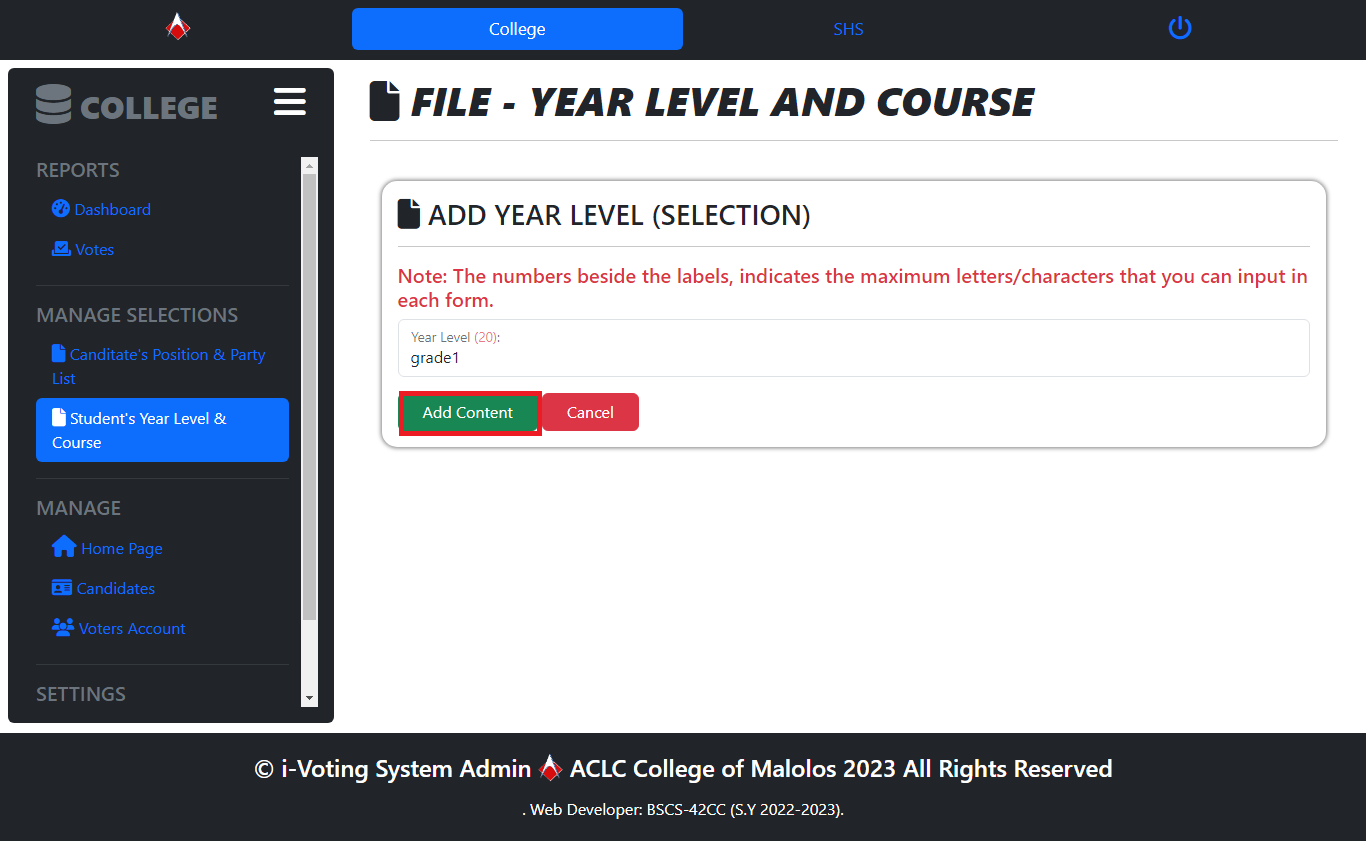 College
SHS
COLLEGE
REPORTS
Dashboard
Votes
MANAGE SELECTIONS
Canditate's Position & Party
List
Student's Year Level &
Course
MANAGE
Home Page
Candidates
Voters Account
SETTINGS
FILE - YEAR LEVEL AND COURSE
ADD YEAR LEVEL (SELECTION)
Note: The numbers beside the labels, indicates the maximum letters/characters that you can input in
each form.
Year Level (20):
grade1
Add Content
Cancel
© i-Voting System Admin ACLC College of Malolos 2023 All Rights Reserved
. Web Developer: BSCS-42CC (S.Y 2022-2023).